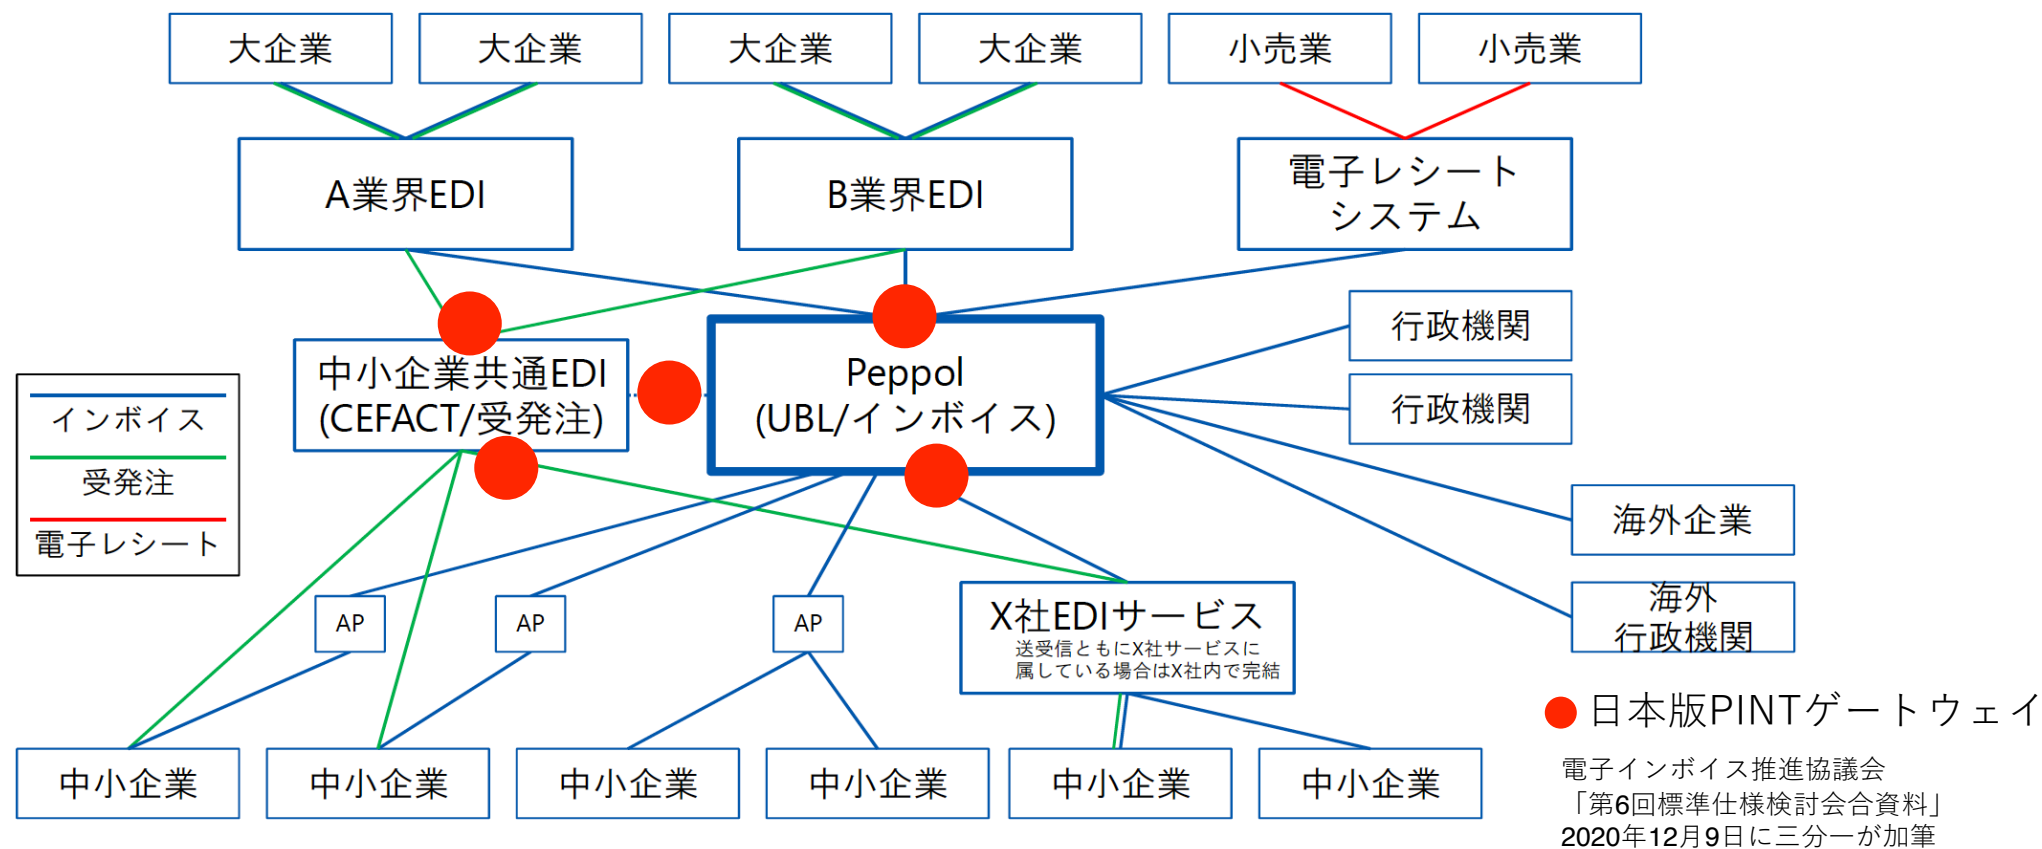 大企業
大企業
大企業
大企業
小売業
小売業
A業界EDI
B業界EDI
電子レシート
システム
中小企業共通EDI
(CEFACT/受発注)
Peppol
(UBL/インボイス)
行政機関
行政機関
海外企業
海外
行政機関
インボイス
受発注
電子レシート
AP
AP
AP
X社EDIサービス
送受信ともにX社サービスに
属している場合はX社内で完結
中小企業
中小企業
中小企業
中小企業
中小企業
中小企業
日本版PINTゲートウェイ
電子インボイス推進協議会
「第6回標準仕様検討会合資料」
2020年12月9日に三分一が加筆